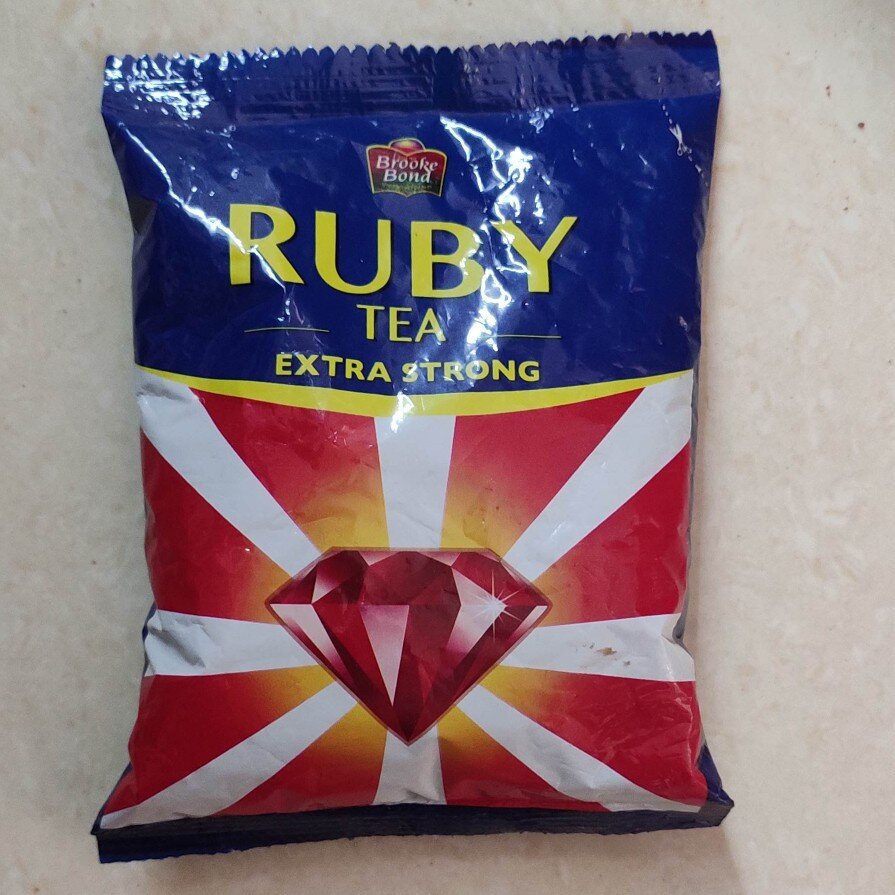 Brooke
Bond
RUBY
TEA
EXTRA STRONG